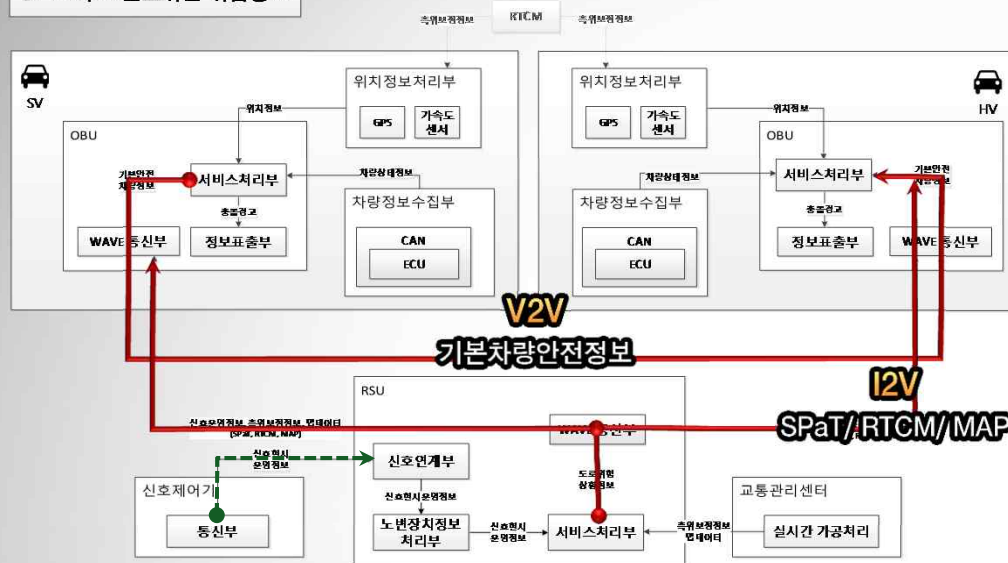 측위보정정보
RTCM
측위보정정보
SV
위치정보처리부
GPS
가속도
센서
위치정보
OBU
기본안전
차량정보
서비스처리부
차량상태정보
충돌경고
차량정보수집부
WAVE 통신부
정보표출부
CAN
ECU
위치정보처리부
GPS
가속도
센서
HV
위치정보
OBU
서비스처리부
기본안전
차량정보
차량상태정보
충돌경고
차량정보수집부
CAN
ECU
정보표출부
WAVE 통신부
V2V
기본차량안전정보
I2V
SPaT/ RTCM/ MAP
RSU
신호운영정보, 측위보정정보, 맵데이터
(SPaT, RTCM, MAP)
WAVE 통신부
신호현시
운영정보
신호연계부
도로위험
상황정보
신호제어기
통신부
신호현시운영정보
노변장치정보
처리부
신호현시
운영정보
서비스처리부
측위보정정보
맵데이터
교통관리센터
실시간 가공처리